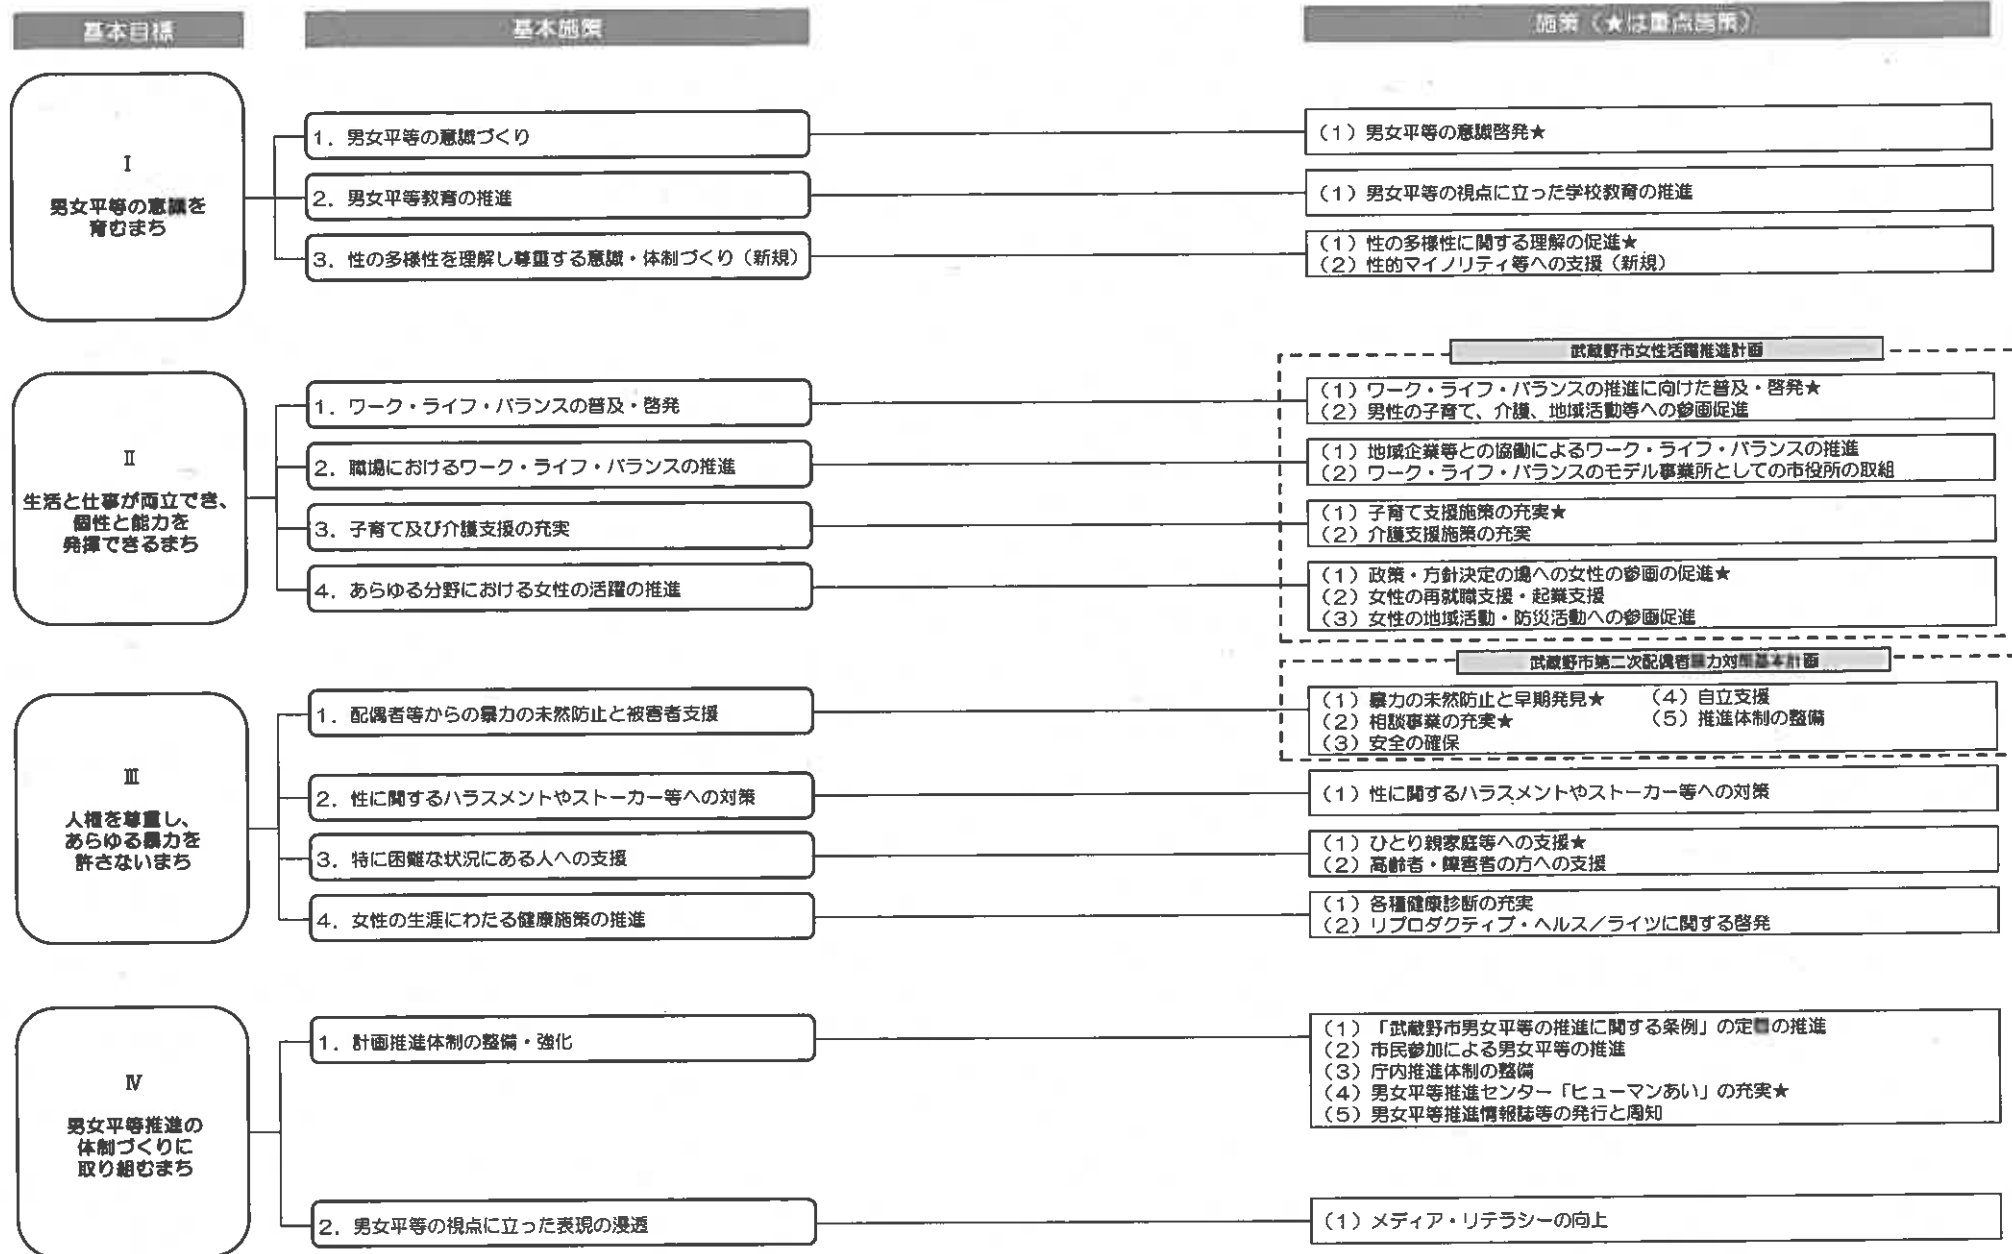 基本目標
基本施策
施策（★は重点施策）
Ⅰ
男女平等の意識を
育むまち
1．男女平等の意識づくり
（1）男女平等の意識啓発★
2．男女平等教育の推進
（1）男女平等の視点に立った学校教育の推進
3．性の多様性を理解し尊重する意識・体制づくり（新規）
（1）性の多様性に関する理解の促進★
（2）性的マイノリティ等への支援（新規）
武蔵野市女性活躍推進計画
Ⅱ
生活と仕事が両立でき、
個性と能力を
発揮できるまち
1．ワーク・ライフ・バランスの普及・啓発
（1）ワーク・ライフ・バランスの推進に向けた普及・啓発★
（2）男性の子育て、介護、地域活動等への参画促進
2．職場におけるワーク・ライフ・バランスの推進
（1）地域企業等との協働によるワーク・ライフ・バランスの推進
（2）ワーク・ライフ・バランスのモデル事業所としての市役所の取組
3．子育て及び介護支援の充実
（1）子育て支援施策の充実★
（2）介護支援施策の充実
4．あらゆる分野における女性の活躍の推進
（1）政策・方針決定の場への女性の参画の促進★
（2）女性の再就職支援・起業支援
（3）女性の地域活動・防災活動への参画促進
武蔵野市第二次配偶者暴力対策基本計画
Ⅲ
人権を尊重し、
あらゆる暴力を
許さないまち
1．配偶者等からの暴力の未然防止と被害者支援
（1）暴力の未然防止と早期発見★
（2）相談事業の充実★
（3）安全の確保
（4）自立支援
（5）推進体制の整備
2．性に関するハラスメントやストーカー等への対策
（1）性に関するハラスメントやストーカー等への対策
3．特に困難な状況にある人への支援
（1）ひとり親家庭等への支援★
（2）高齢者・障害者の方への支援
4．女性の生涯にわたる健康施策の推進
（1）各種健康診断の充実
（2）リプロダクティブ・ヘルス／ライツに関する啓発
Ⅳ
男女平等推進の
体制づくりに
取り組むまち
1．計画推進体制の整備・強化
（1）「武蔵野市男女平等の推進に関する条例」の定の推進
（2）市民参加による男女平等の推進
（3）庁内推進体制の整備
（4）男女平等推進センター「ヒューマンあい」の充実★
（5）男女平等推進情報誌等の発行と周知
2．男女平等の視点に立った表現の浸透
（1）メディア・リテラシーの向上